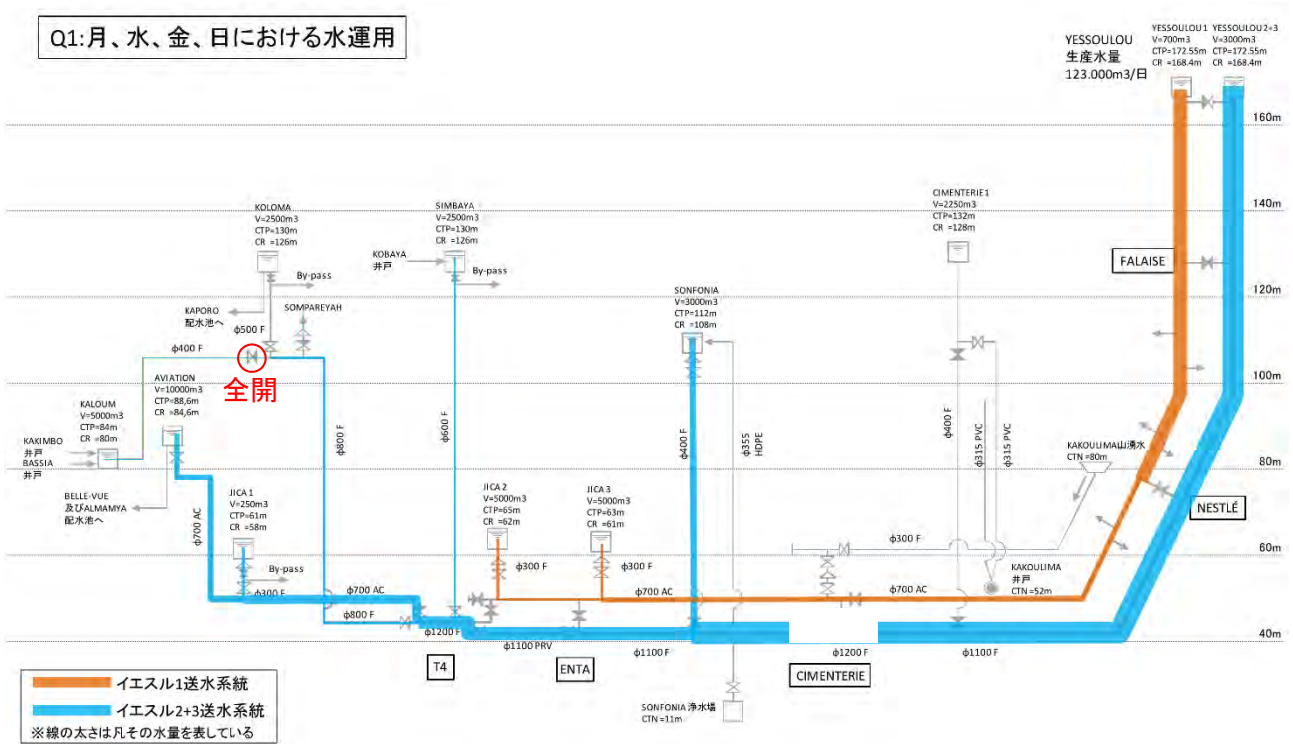 Q1:月、水、金、日における水運用
YESSOULOU
生産水量
123.000m3/日
YESSOULOU1
V=700m3
CTP=172.55m
CR =168.4m
YESSOULOU2+3
V=3000m3
CTP=172.55m
CR =168.4m
160m
140m
120m
100m
80m
60m
40m
KOLOMA
V=2500m3
CTP=130m
CR =126m
By-pass
KAPORO
配水池へ
φ500 F
SOMPAREYAH
φ400 F
全開
SIMBAYA
V=2500m3
CTP=130m
CR =126m
KOBAYA
井戸
By-pass
CIMENTERIE1
V=2250m3
CTP=132m
CR =128m
FALAISE
SONFONIA
V=3000m3
CTP=112m
CR =108m
AVIATION
V=10000m3
CTP=88,6m
CR =84,6m
KALOUM
V=5000m3
CTP=84m
CR =80m
KAKIMBO
井戸
BASSIA
井戸
BELLE-VUE
及びALMAMYA
配水池へ
φ800 F
φ600 F
φ400 F
φ355
HDPE
φ400 F
φ315 PVC
φ315 PVC
KAKOULIMA山湧水
CTN =80m
NESTLÉ
φ700 AC
JICA 1
V=250m3
CTP=61m
CR =58m
By-pass
φ300 F
JICA 2
V=5000m3
CTP=65m
CR =62m
φ300 F
JICA 3
V=5000m3
CTP=63m
CR =61m
φ300 F
φ300 F
KAKOULIMA
井戸
CTN =52m
φ700 AC
φ700 AC
φ700 AC
φ800 F
φ1200 F
φ1100 PRV
φ1100 F
φ1200 F
φ1100 F
T4
ENTA
CIMENTERIE
SONFONIA 浄水場
CTN =11m
イエスル1送水系統
イエスル2+3送水系統
※線の太さは凡その水量を表している